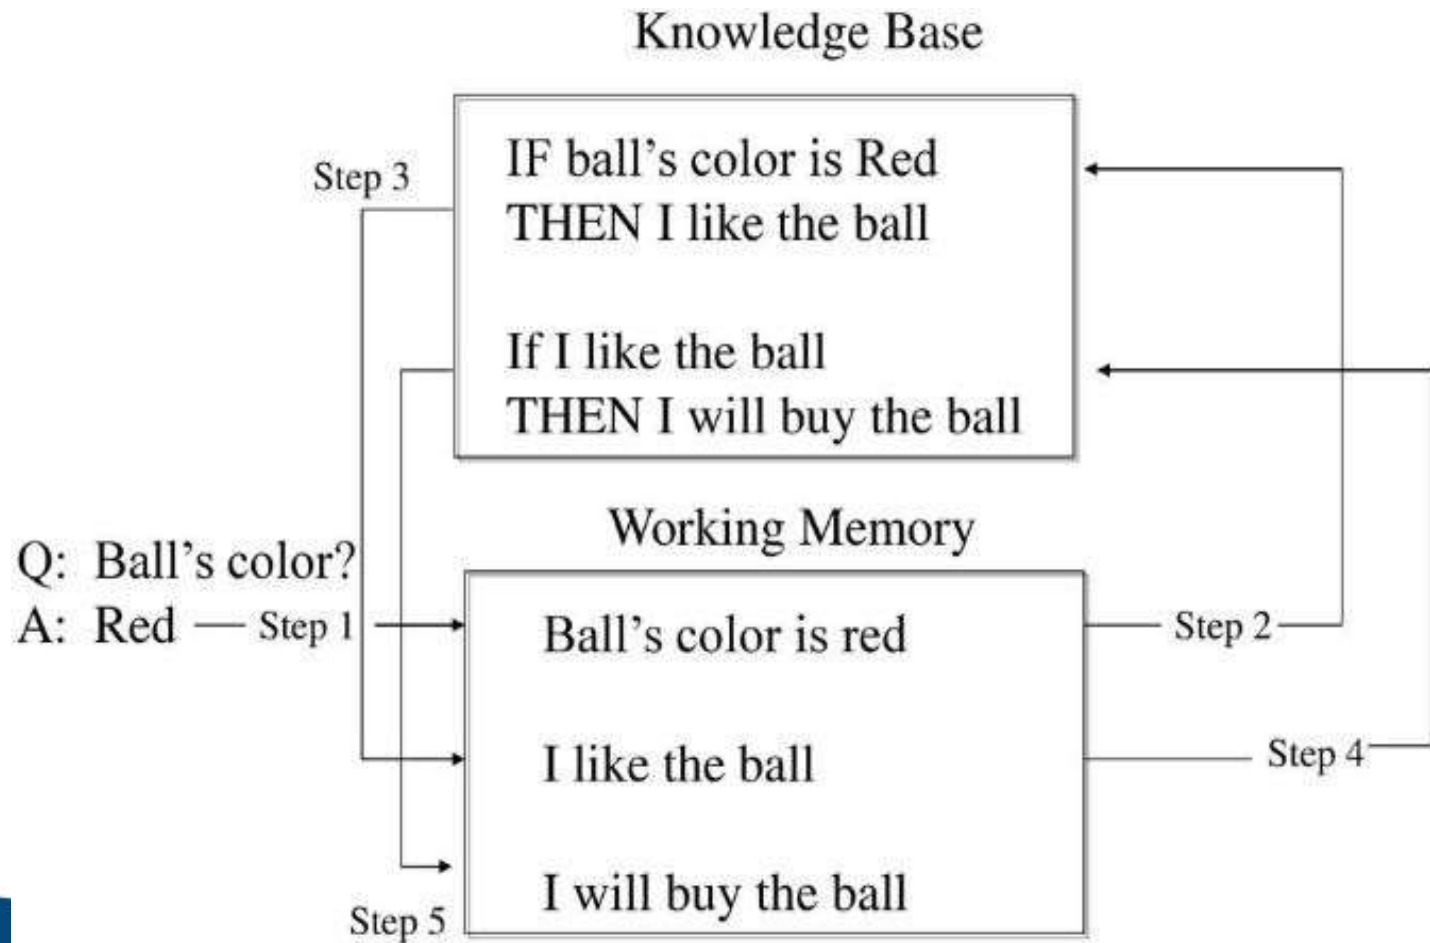 Knowledge Base
Step 3
IF ball's color is Red
THEN I like the ball
If I like the ball
THEN I will buy the ball
Working Memory
Q: Ball's color?
A: Red
Step 1
Ball's color is red
Step 2
I like the ball
Step 4
I will buy the ball
Step 5